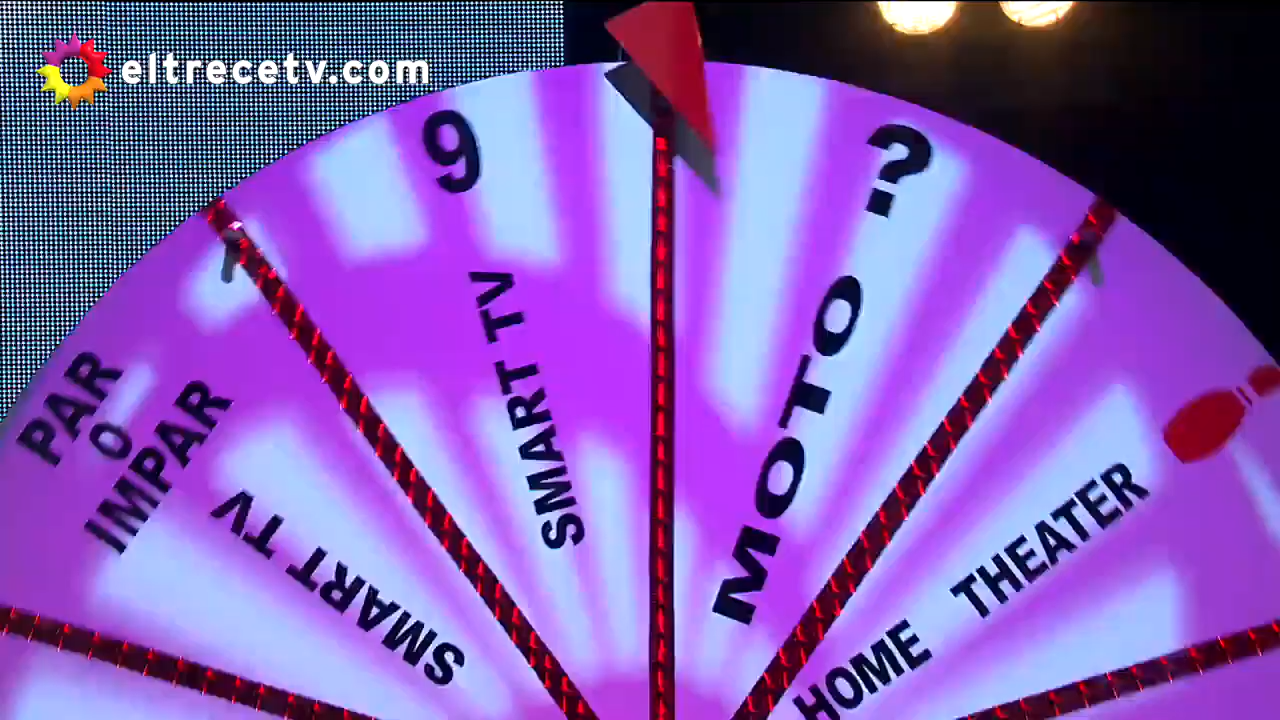 eltrecetv.com
PAR
O
IMPAR
SMART TV
9
SMART TV
MOTO ?
HOME THEATER